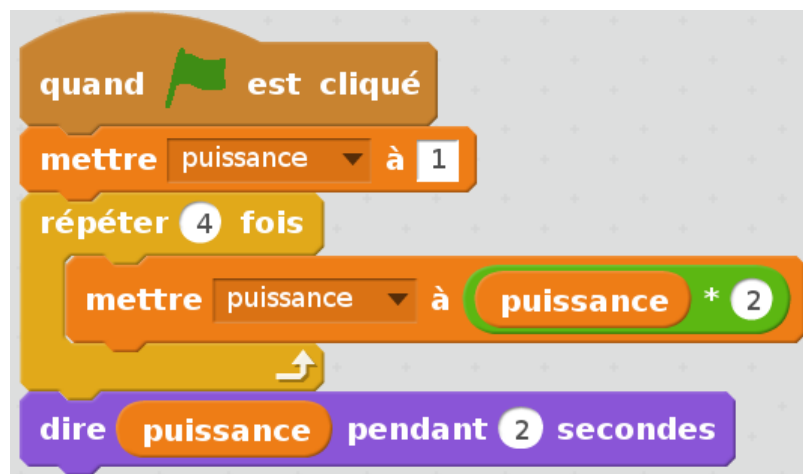 quand est cliqué
mettre puissance à 1
répéter 4 fois
mettre puissance à puissance * 2
dire puissance pendant 2 secondes